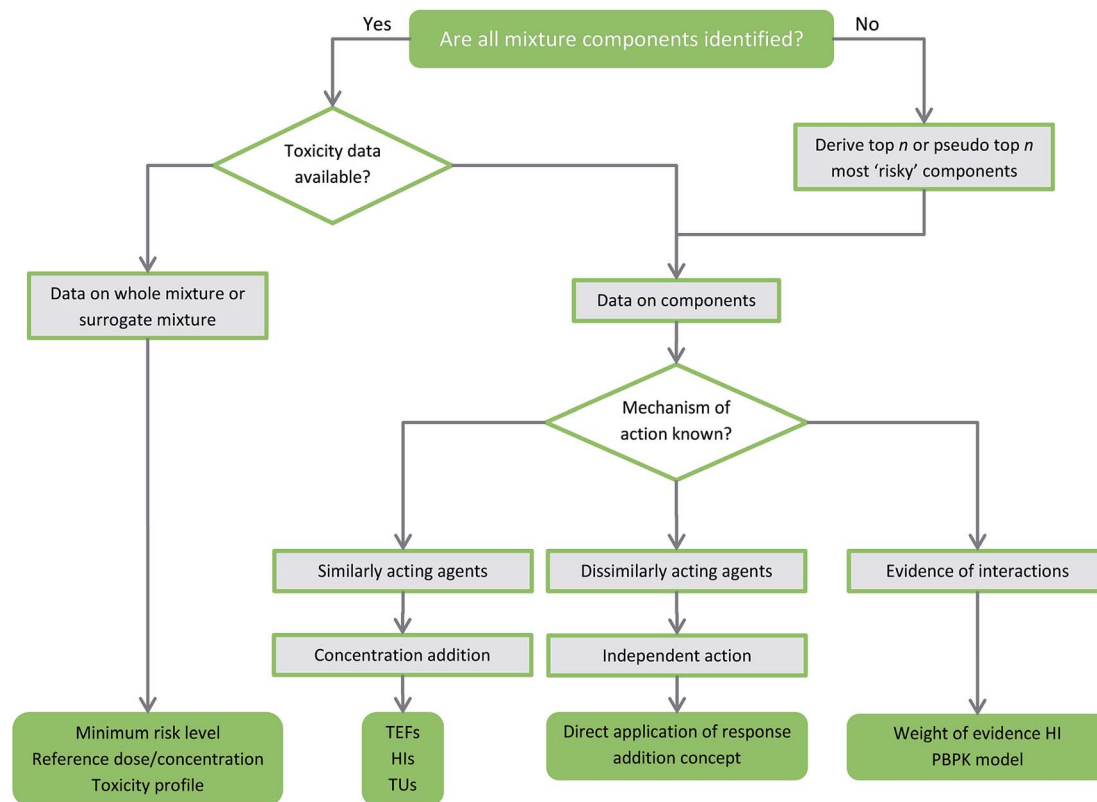 Yes
Are all mixture components identified?
No
Toxicity data
available?
Derive top n or pseudo top n
most ‘risky’ components
Data on whole mixture or
surrogate mixture
Data on components
Mechanism of
action known?
Similarly acting agents
Dissimilarly acting agents
Evidence of interactions
Concentration addition
Independent action
Minimum risk level
Reference dose/concentration
Toxicity profile
TEFs
HIs
TUs
Direct application of response
addition concept
Weight of evidence HI
PBPK model